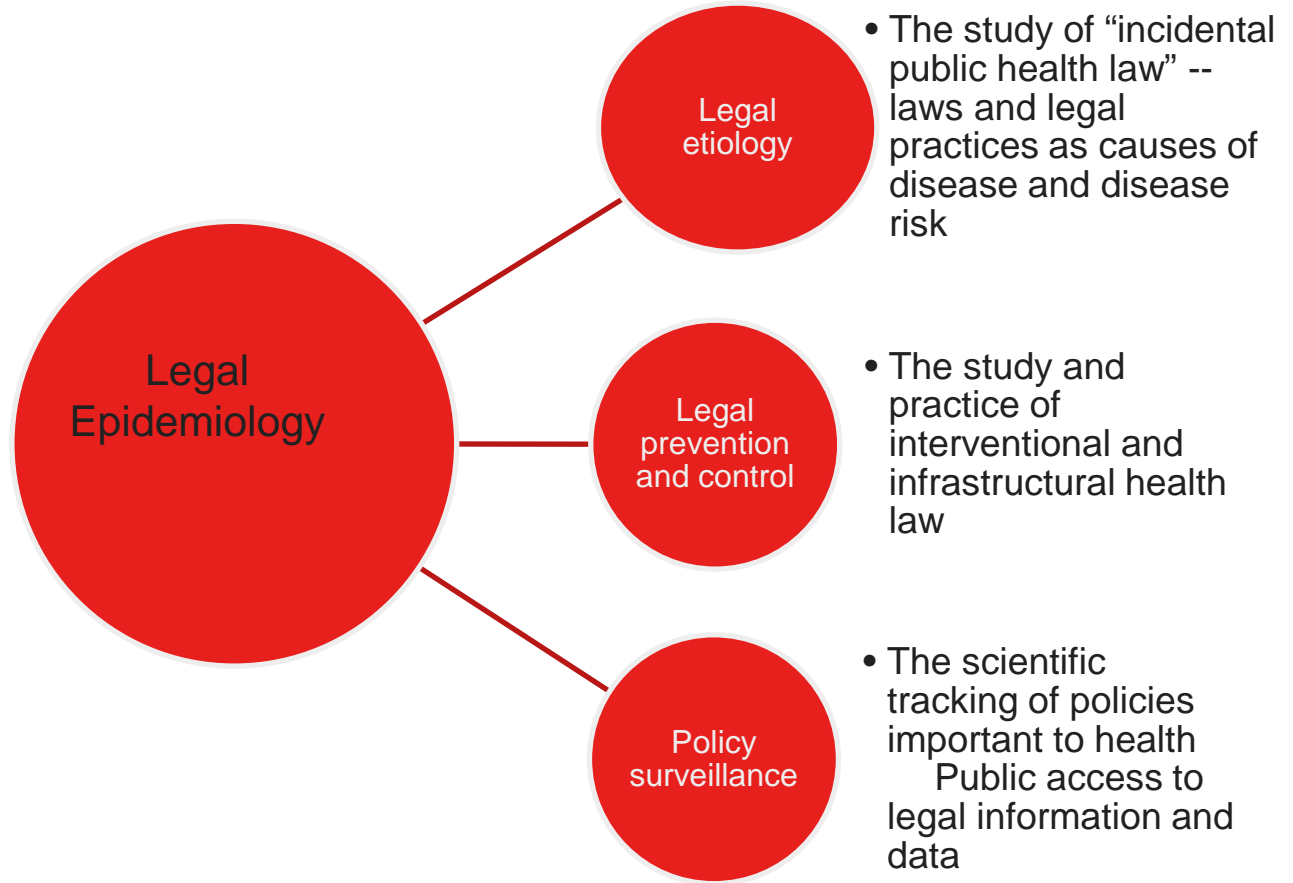 Legal
Epidemiology
Legal
etiology
• The study of “incidental
public health law” --
laws and legal
practices as causes of
disease and disease
risk
Legal
prevention
and control
• The study and
practice of
interventional and
infrastructural health
law
Policy
surveillance
• The scientific
tracking of policies
important to health
Public access to
legal information and
data